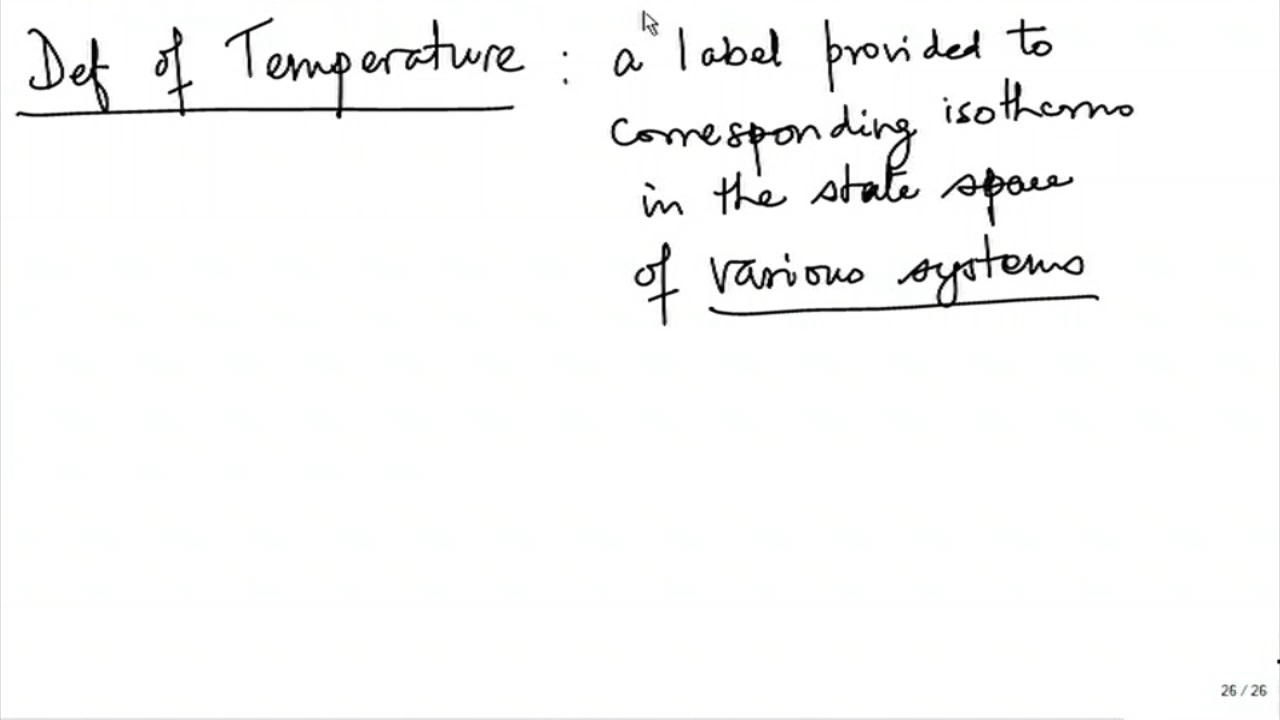 Def of Temperature : a label provided to
corresponding isotherms
in the state space
of various systems
26 / 26